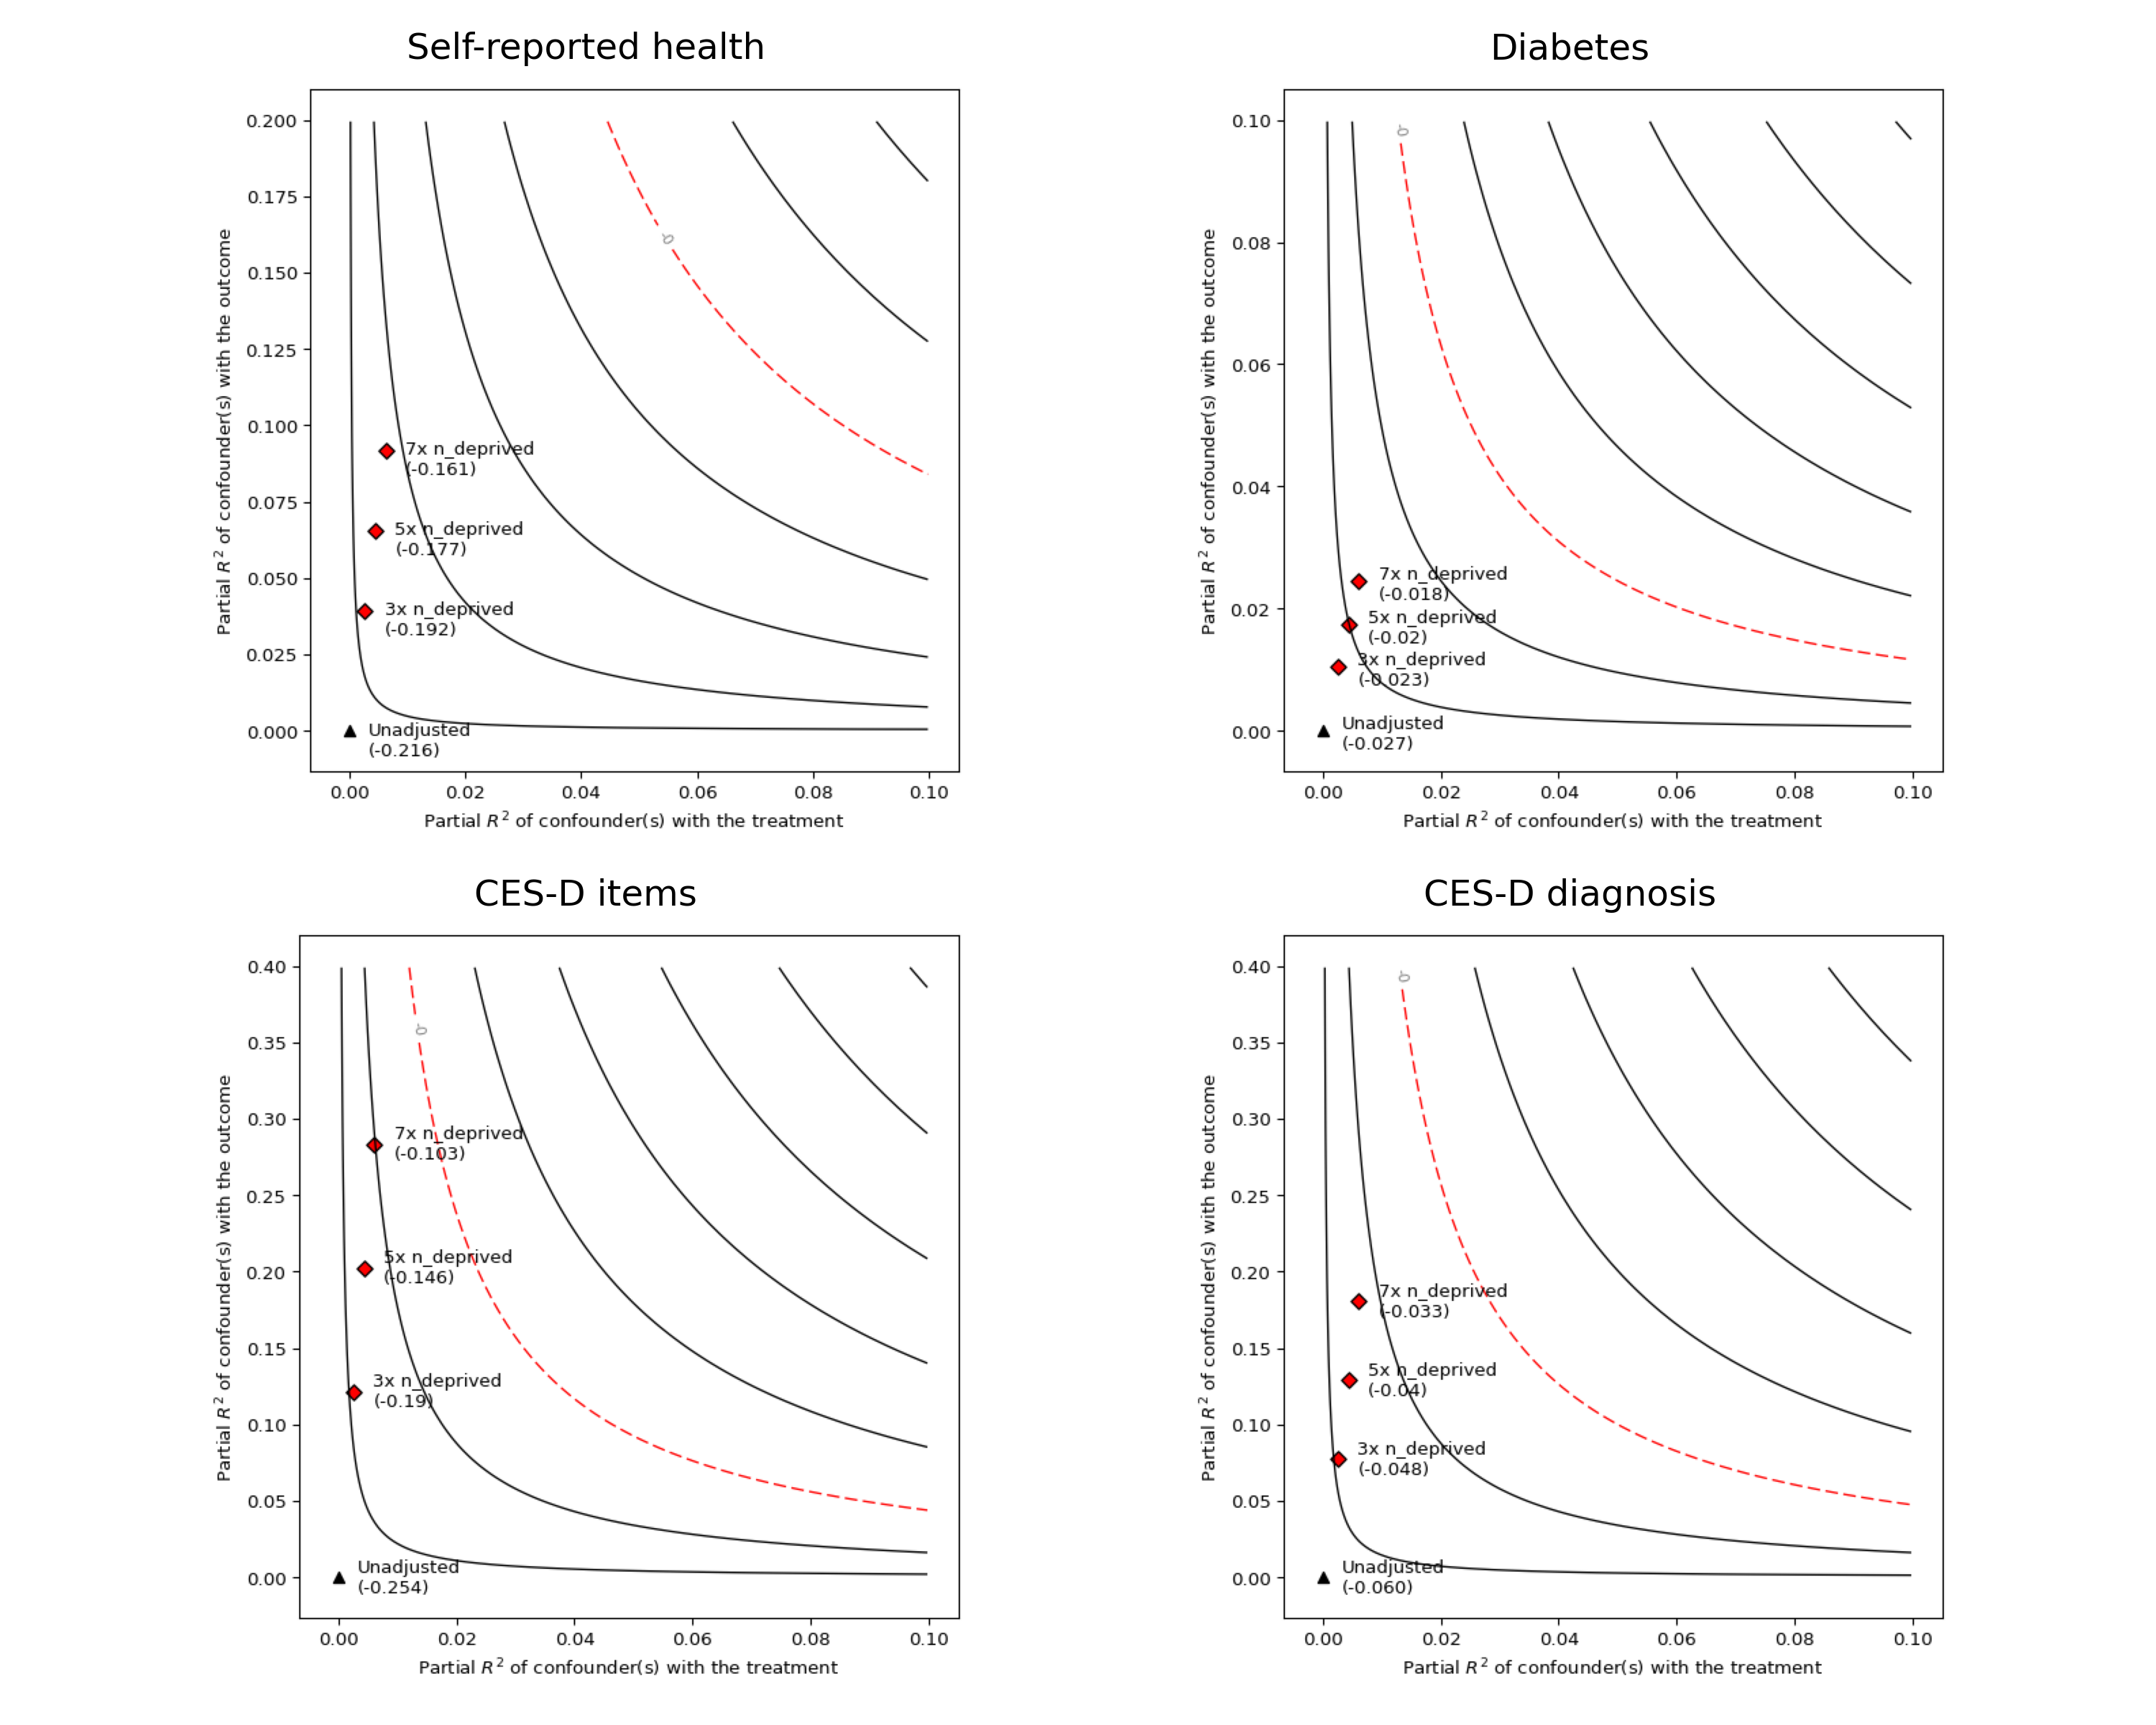 Self-reported health
0.200
0.175
0.150
0.125
0.100
0.075
0.050
0.025
0.000
Partial R² of confounder(s) with the outcome
0
7x n_deprived
(-0.161)
5x n_deprived
(-0.177)
3x n_deprived
(-0.192)
Unadjusted
(-0.216)
0.00 0.02 0.04 0.06 0.08 0.10
Partial R² of confounder(s) with the treatment
Diabetes
0.10
0.08
0.06
0.04
0.02
0.00
Partial R² of confounder(s) with the outcome
0
7x n_deprived
(-0.018)
5x n_deprived
(-0.02)
3x n_deprived
(-0.023)
Unadjusted
(-0.027)
0.00 0.02 0.04 0.06 0.08 0.10
Partial R² of confounder(s) with the treatment
CES-D items
0.40
0.35
0.30
0.25
0.20
0.15
0.10
0.05
0.00
Partial R² of confounder(s) with the outcome
0
7x n_deprived
(-0.103)
5x n_deprived
(-0.146)
3x n_deprived
(-0.19)
Unadjusted
(-0.254)
0.00 0.02 0.04 0.06 0.08 0.10
Partial R² of confounder(s) with the treatment
CES-D diagnosis
0.40
0.35
0.30
0.25
0.20
0.15
0.10
0.05
0.00
Partial R² of confounder(s) with the outcome
0
7x n_deprived
(-0.033)
5x n_deprived
(-0.04)
3x n_deprived
(-0.048)
Unadjusted
(-0.060)
0.00 0.02 0.04 0.06 0.08 0.10
Partial R² of confounder(s) with the treatment